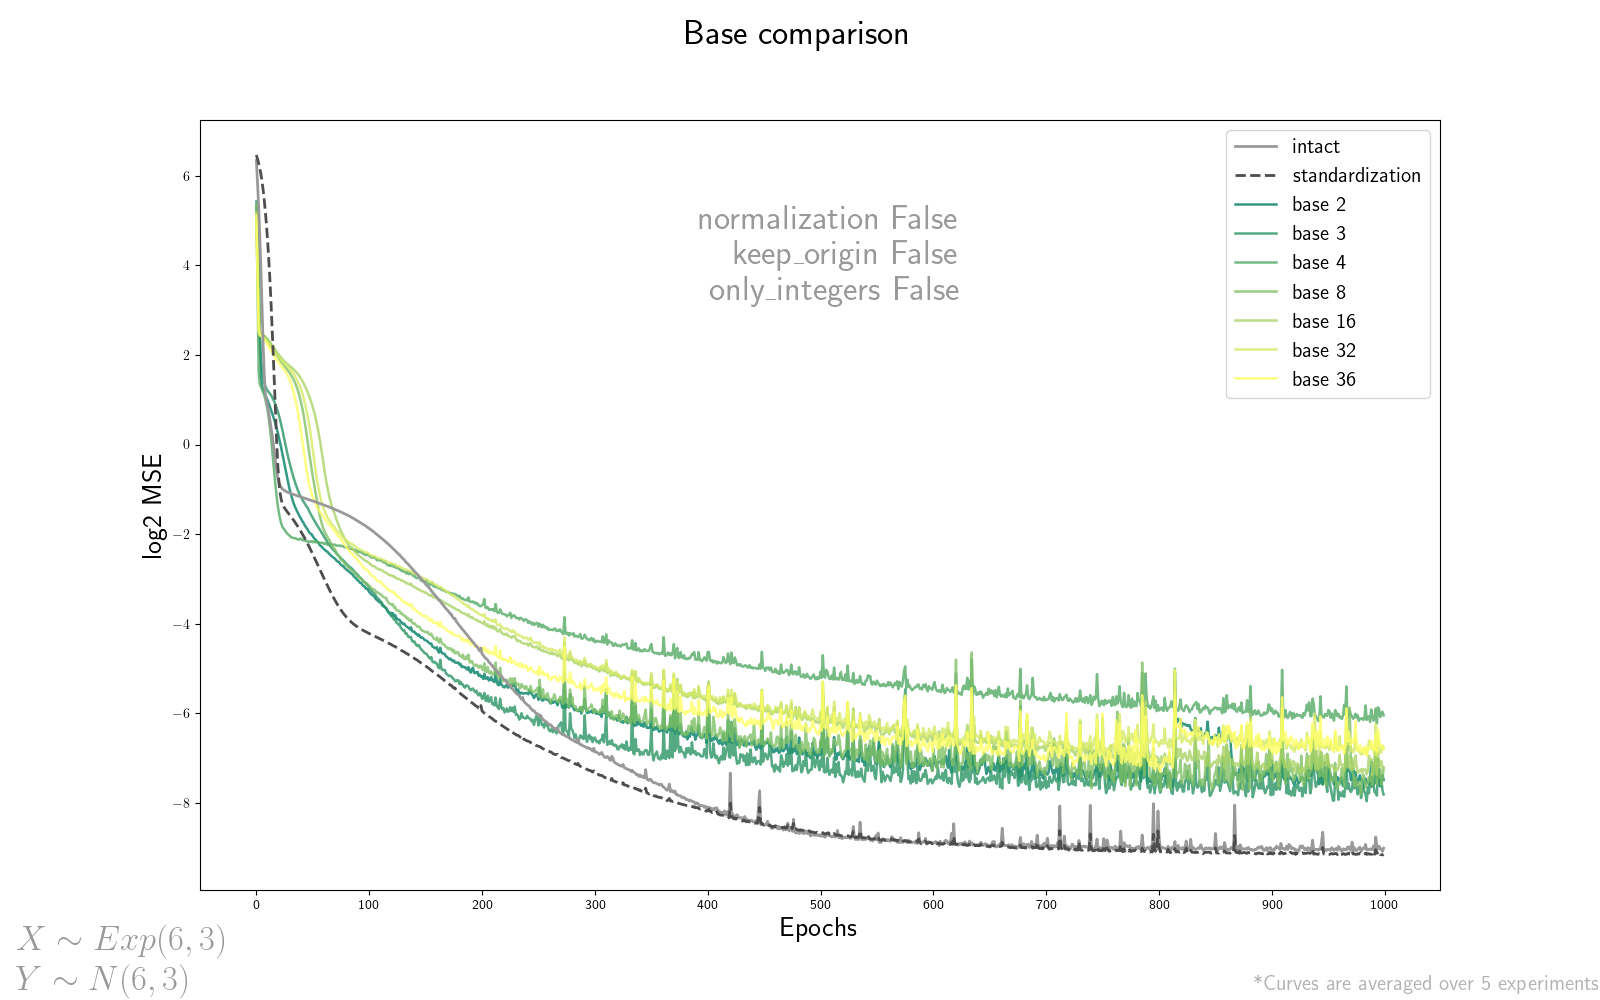 Base comparison
intact
standardization
base 2
base 3
base 4
base 8
base 16
base 32
base 36
normalization False
keep_origin False
only_integers False
log2 MSE
6
4
2
0
−2
−4
−6
−8
0 100 200 300 400 500 600 700 800 900 1000
Epochs
X ∼ Exp(6, 3)
Y ∼ N(6, 3)
*Curves are averaged over 5 experiments